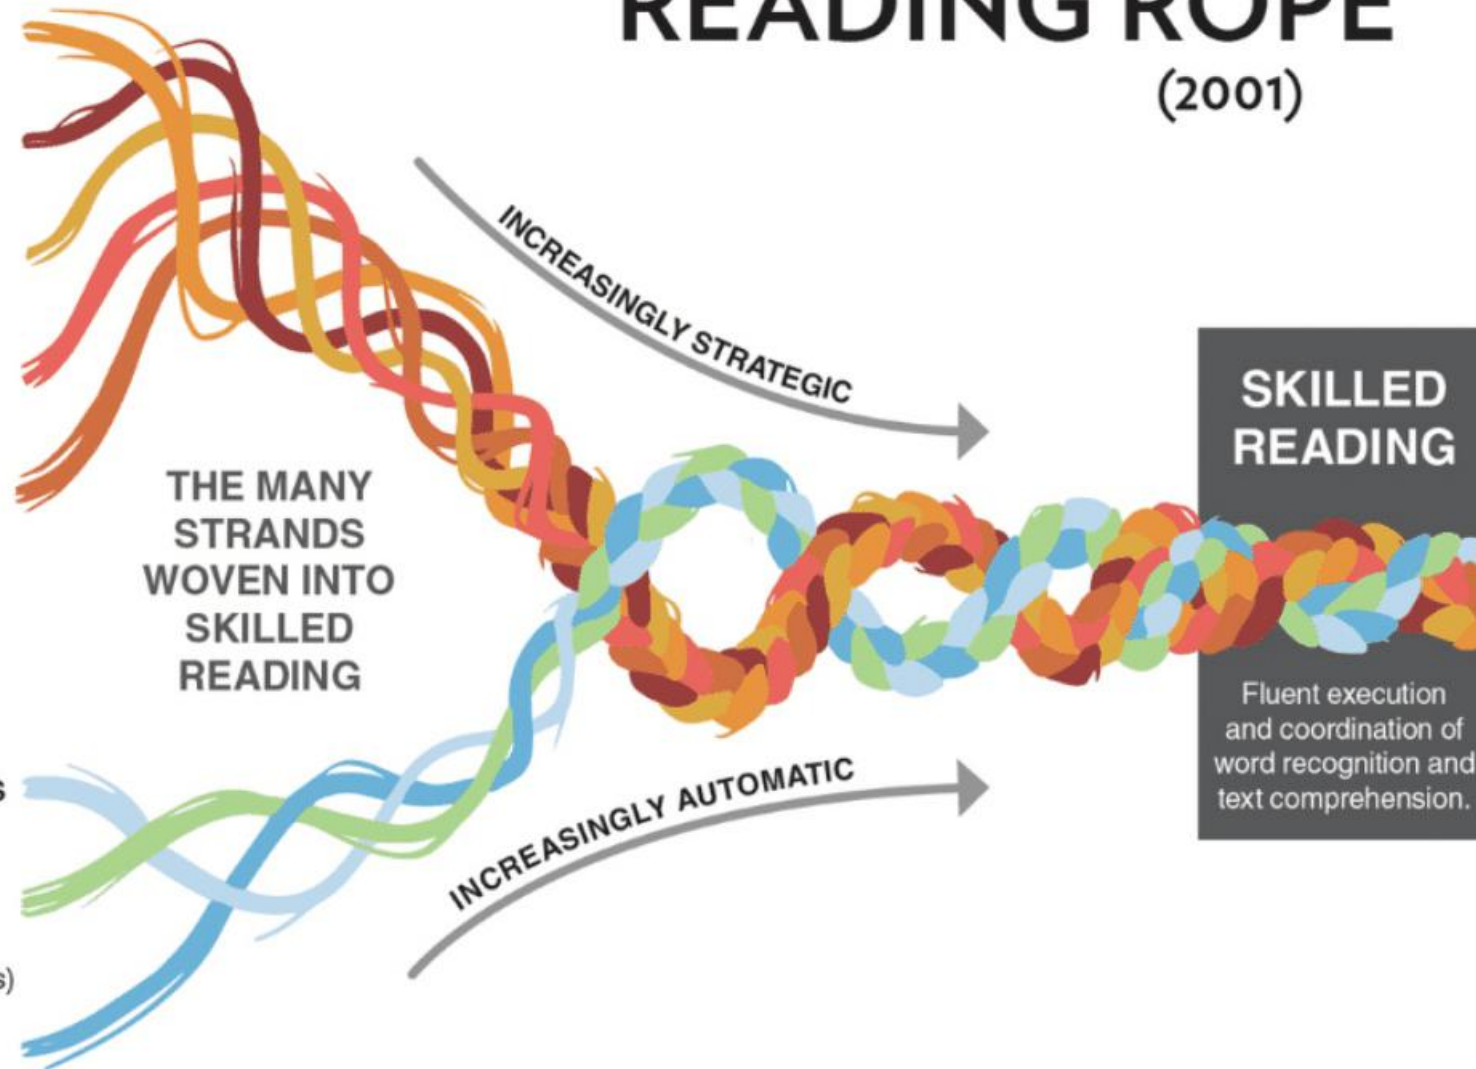 READING ROPE
(2001)
INCREASINGLY STRATEGIC
SKILLED
READING
THE MANY
STRANDS
WOVEN INTO
SKILLED
READING
Fluent execution
and coordination of
word recognition and
text comprehension.
INCREASINGLY AUTOMATIC
s)